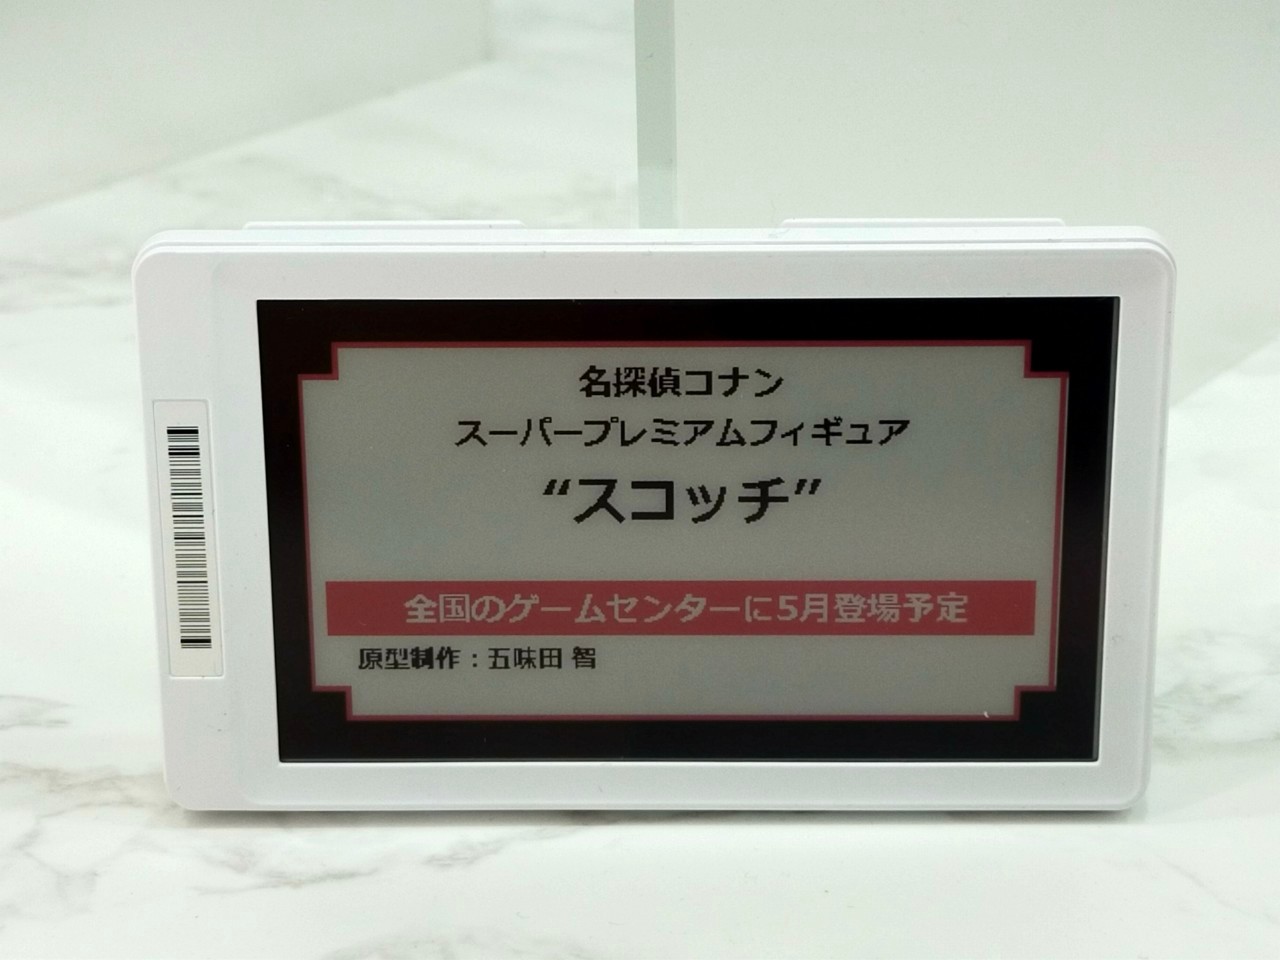 名探偵コナン
スーパープレミアムフィギュア
“スコッチ”
全国のゲームセンターに5月登場予定
原型制作：五味田 智